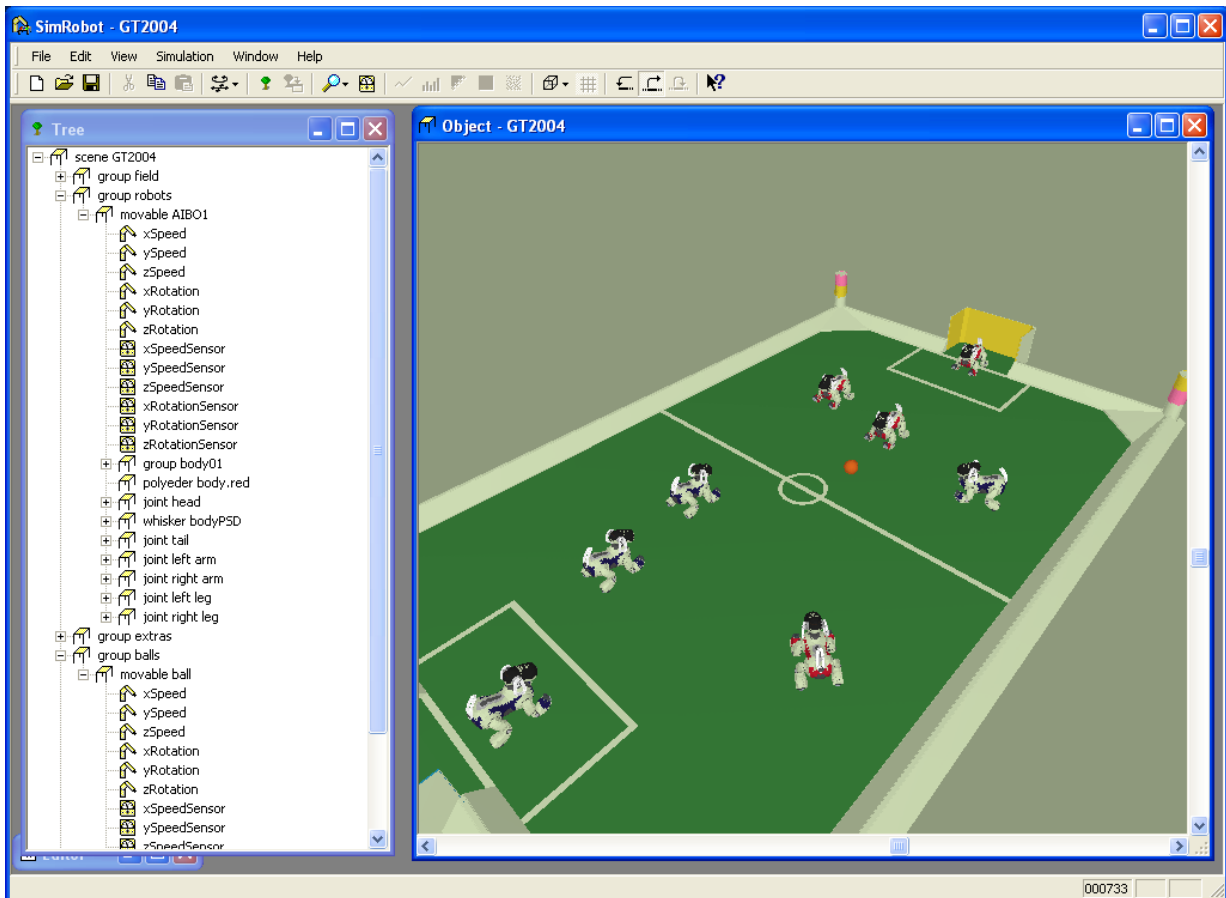 SimRobot - GT2004
File Edit View Simulation Window Help
Tree
scene GT2004
group field
group robots
movable AIBO1
xSpeed
ySpeed
zSpeed
xRotation
yRotation
zRotation
xSpeedSensor
ySpeedSensor
zSpeedSensor
xRotationSensor
yRotationSensor
zRotationSensor
group body01
polyeder body.red
joint head
whisker bodyPSD
joint tail
joint left arm
joint right arm
joint left leg
joint right leg
group extras
group balls
movable ball
xSpeed
ySpeed
zSpeed
xRotation
yRotation
zRotation
xSpeedSensor
ySpeedSensor
zSpeedSensor
Editor
Object - GT2004
000733